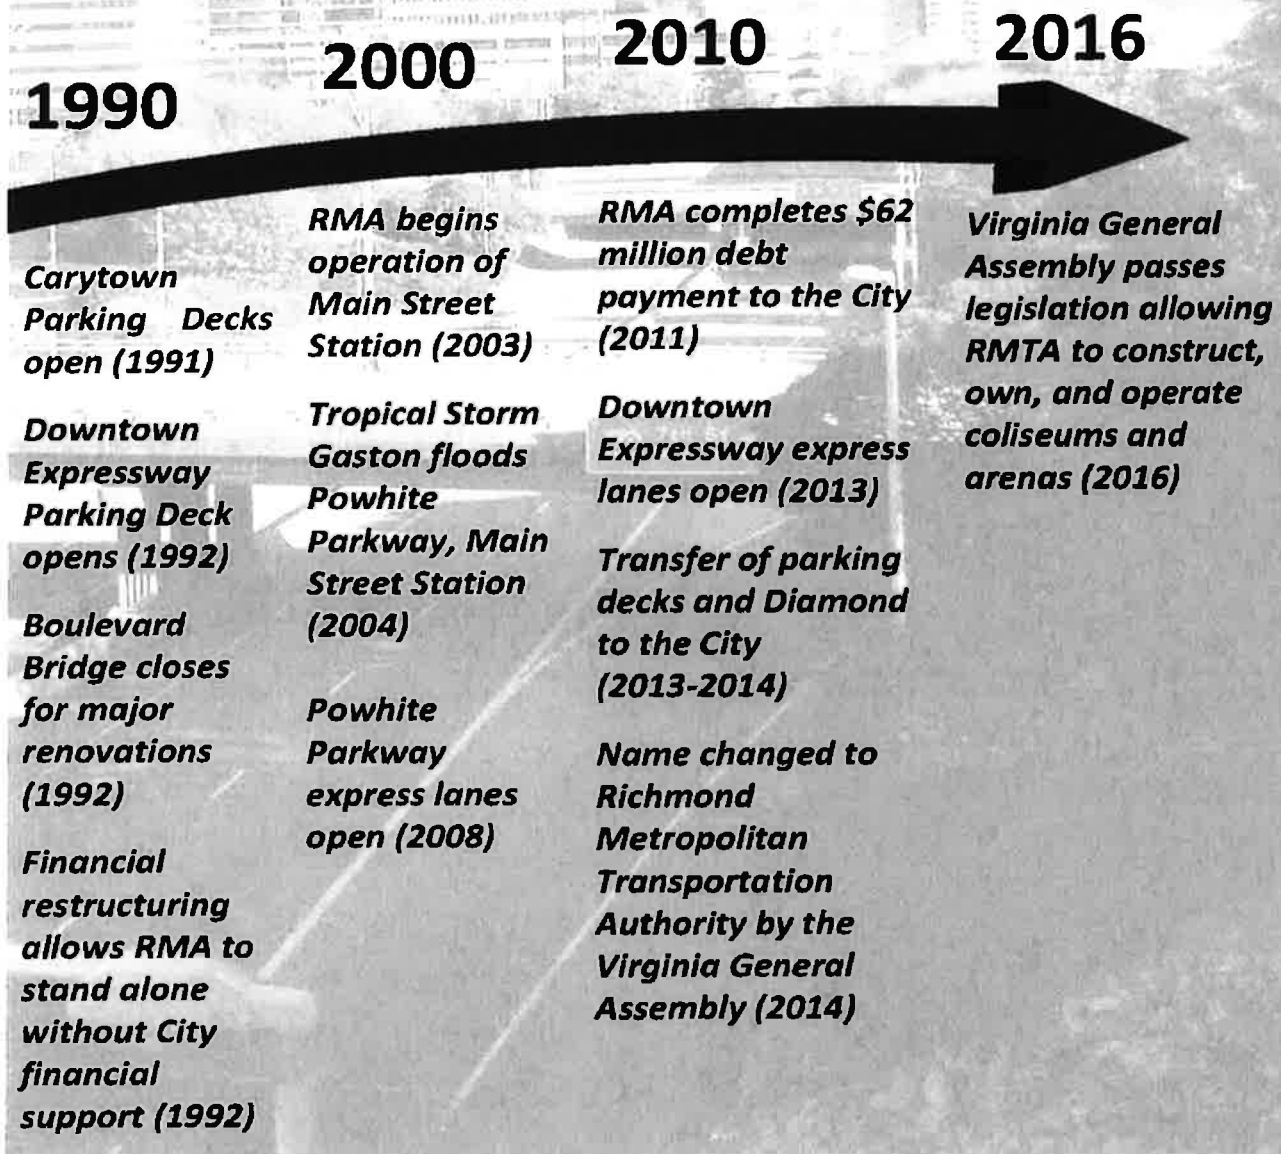 1990
2000
2010
2016
Carytown
Parking Decks
open (1991)
Downtown
Expressway
Parking Deck
opens (1992)
Boulevard
Bridge closes
for major
renovations
(1992)
Financial
restructuring
allows RMA to
stand alone
without City
financial
support (1992)
RMA begins
operation of
Main Street
Station (2003)
Tropical Storm
Gaston floods
Powhite
Parkway, Main
Street Station
(2004)
Powhite
Parkway
express lanes
open (2008)
RMA completes $62
million debt
payment to the City
(2011)
Downtown
Expressway express
lanes open (2013)
Transfer of parking
decks and Diamond
to the City
(2013-2014)
Name changed to
Richmond
Metropolitan
Transportation
Authority by the
Virginia General
Assembly (2014)
Virginia General
Assembly passes
legislation allowing
RMTA to construct,
own, and operate
coliseums and
arenas (2016)